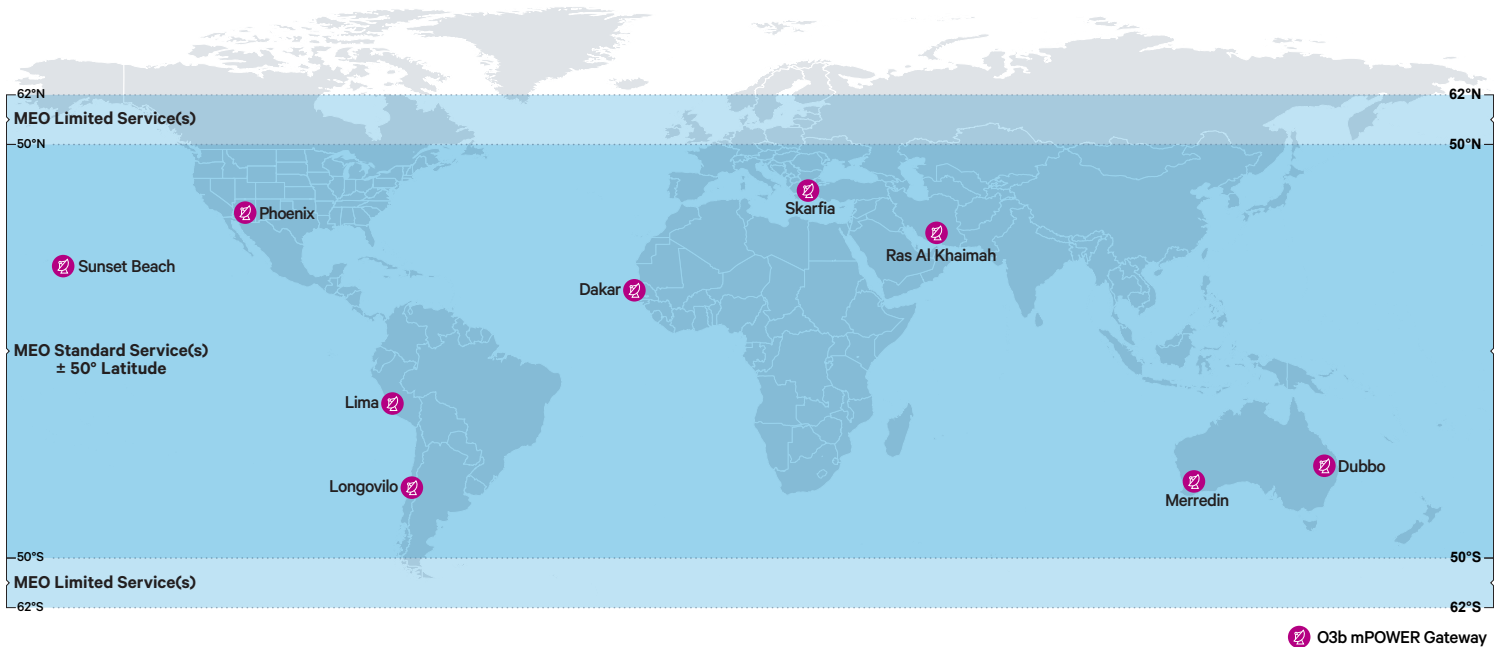 62°N
62°N
MEO Limited Service(s)
50°N
50°N
Skarfia
Phoenix
Ras Al Khaimah
Sunset Beach
Dakar
MEO Standard Service(s)
± 50° Latitude
Lima
Dubbo
Longovilo
Merredin
50°S
50°S
MEO Limited Service(s)
62°S
62°S
O3b mPOWER Gateway